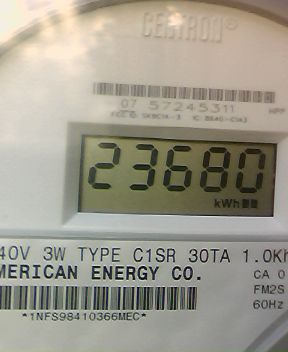 CENTRON®
07 57245311
23680
kWh
40V 3W TYPE C1SR 30TA 1.0Kh
MERICAN ENERGY CO.
CA 0
FM2S
60Hz
*1NFS98410366MEC*